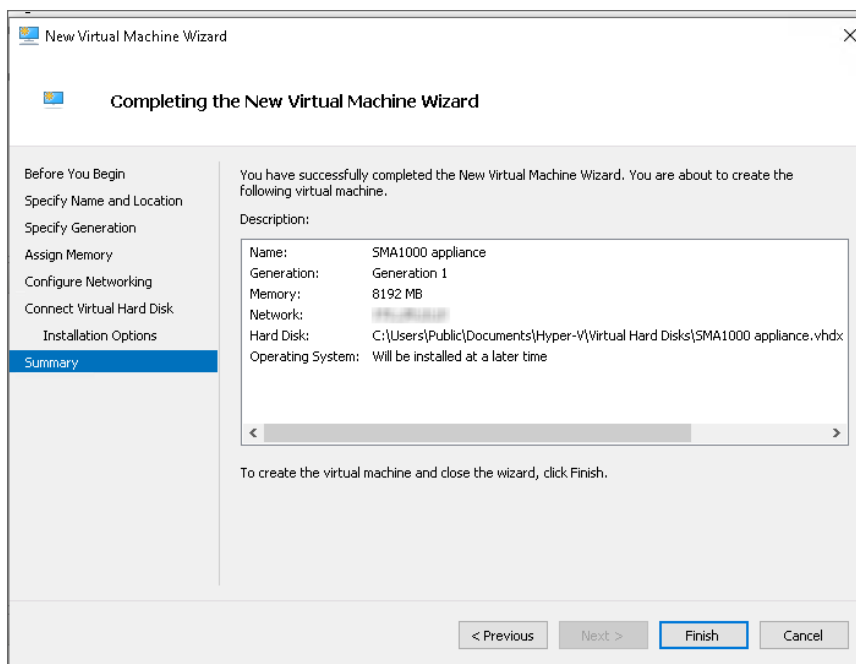 New Virtual Machine Wizard
Completing the New Virtual Machine Wizard
Before You Begin
Specify Name and Location
Specify Generation
Assign Memory
Configure Networking
Connect Virtual Hard Disk
Installation Options
Summary
You have successfully completed the New Virtual Machine Wizard. You are about to create the
following virtual machine.
Description:
Name: SMA1000 appliance
Generation: Generation 1
Memory: 8192 MB
Network:
Hard Disk: C:\Users\Public\Documents\Hyper-V\Virtual Hard Disks\SMA1000 appliance.vhdx
Operating System: Will be installed at a later time
To create the virtual machine and close the wizard, click Finish.
< Previous
Next >
Finish
Cancel